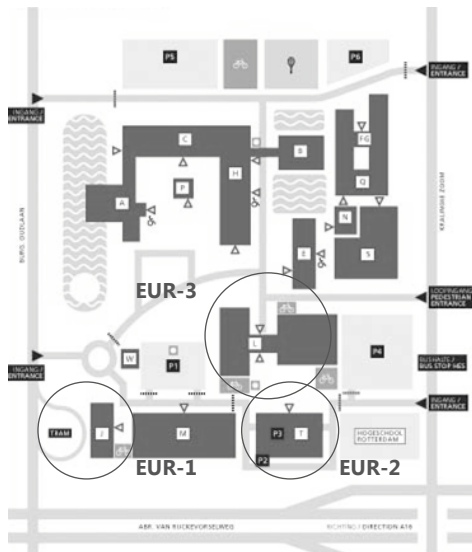 P5
P6
INGANG /
ENTRANCE
INGANG /
ENTRANCE
C
B
F-G
H
P
Q
A
N
E
S
BURG. OUDLAAN
KRALINGSE ZOOM
EUR-3
LOOPINGANG
PEDESTRIAN
ENTRANCE
L
W
P1
P4
INGANG /
ENTRANCE
BUSHALTE /
BUS STOP HES
INGANG /
ENTRANCE
TRAM
J
M
P3
T
HOGESCHOOL
ROTTERDAM
EUR-1
P2
EUR-2
ABR. VAN RIJCKEVORSELWEG
RICHTING / DIRECTION A16